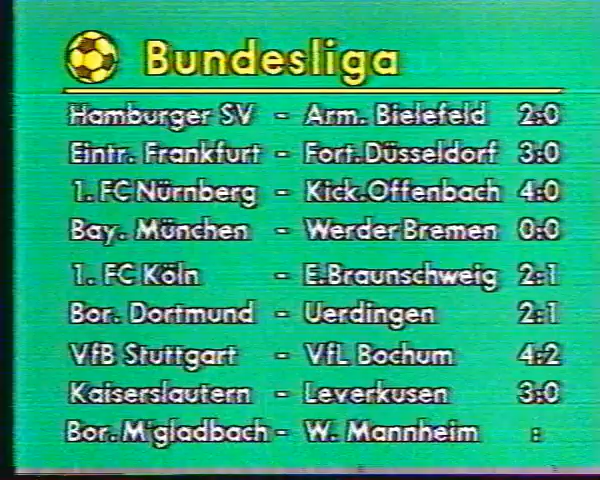 Bundesliga
Hamburger SV - Arm. Bielefeld 2:0
Eintr. Frankfurt - Fort.Düsseldorf 3:0
1. FC Nürnberg - Kick.Offenbach 4:0
Bay. München - Werder Bremen 0:0
1. FC Köln - E.Braunschweig 2:1
Bor. Dortmund - Uerdingen 2:1
VfB Stuttgart - VfL Bochum 4:2
Kaiserslautern - Leverkusen 3:0
Bor. M'gladbach - W. Mannheim :